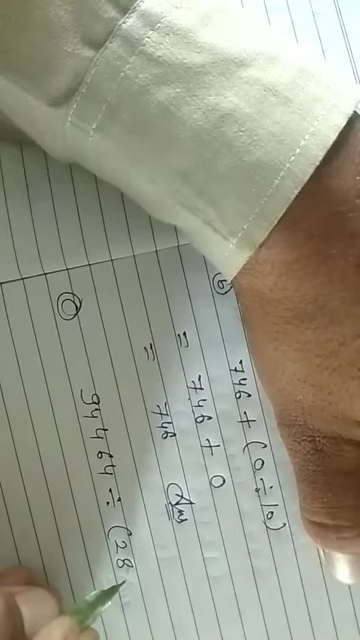 (b) 746 + (0 ÷ 10)
= 746 + 0
= 746 Ans
(c) 94464 ÷ (28